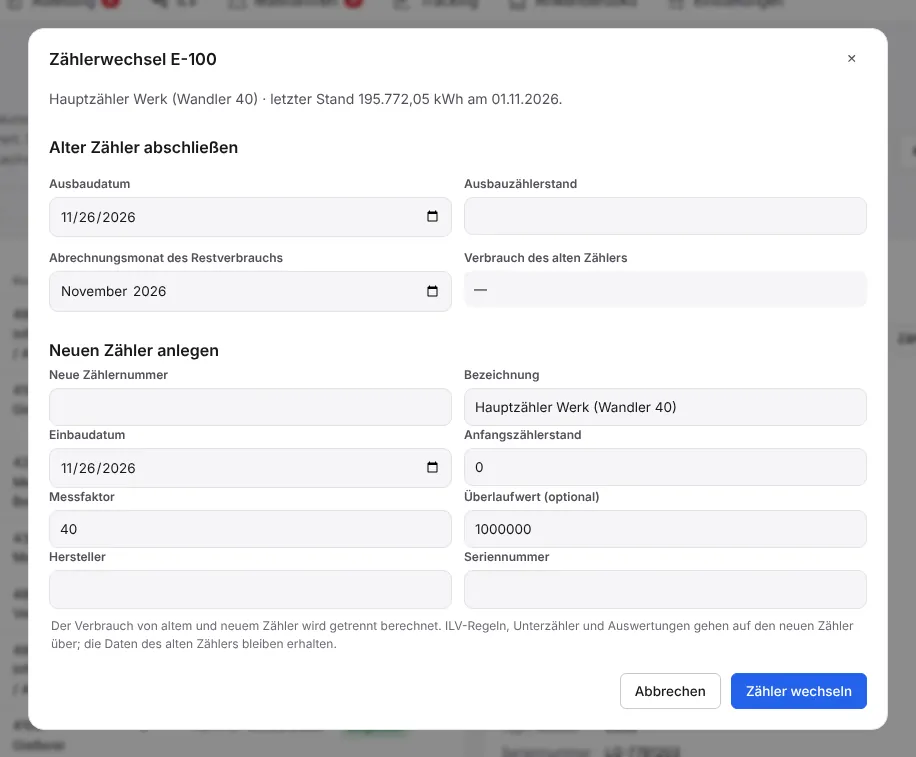 Zählerwechsel E-100
×
Hauptzähler Werk (Wandler 40) · letzter Stand 195.772,05 kWh am 01.11.2026.
Alter Zähler abschließen
Ausbaudatum
Ausbauzählerstand
11/26/2026
Abrechnungsmonat des Restverbrauchs
Verbrauch des alten Zählers
November 2026
—
Neuen Zähler anlegen
Neue Zählernummer
Bezeichnung
Hauptzähler Werk (Wandler 40)
Einbaudatum
Anfangszählerstand
11/26/2026
0
Messfaktor
Überlaufwert (optional)
40
1000000
Hersteller
Seriennummer
Der Verbrauch von altem und neuem Zähler wird getrennt berechnet. ILV-Regeln, Unterzähler und Auswertungen gehen auf den neuen Zähler
über; die Daten des alten Zählers bleiben erhalten.
Abbrechen
Zähler wechseln